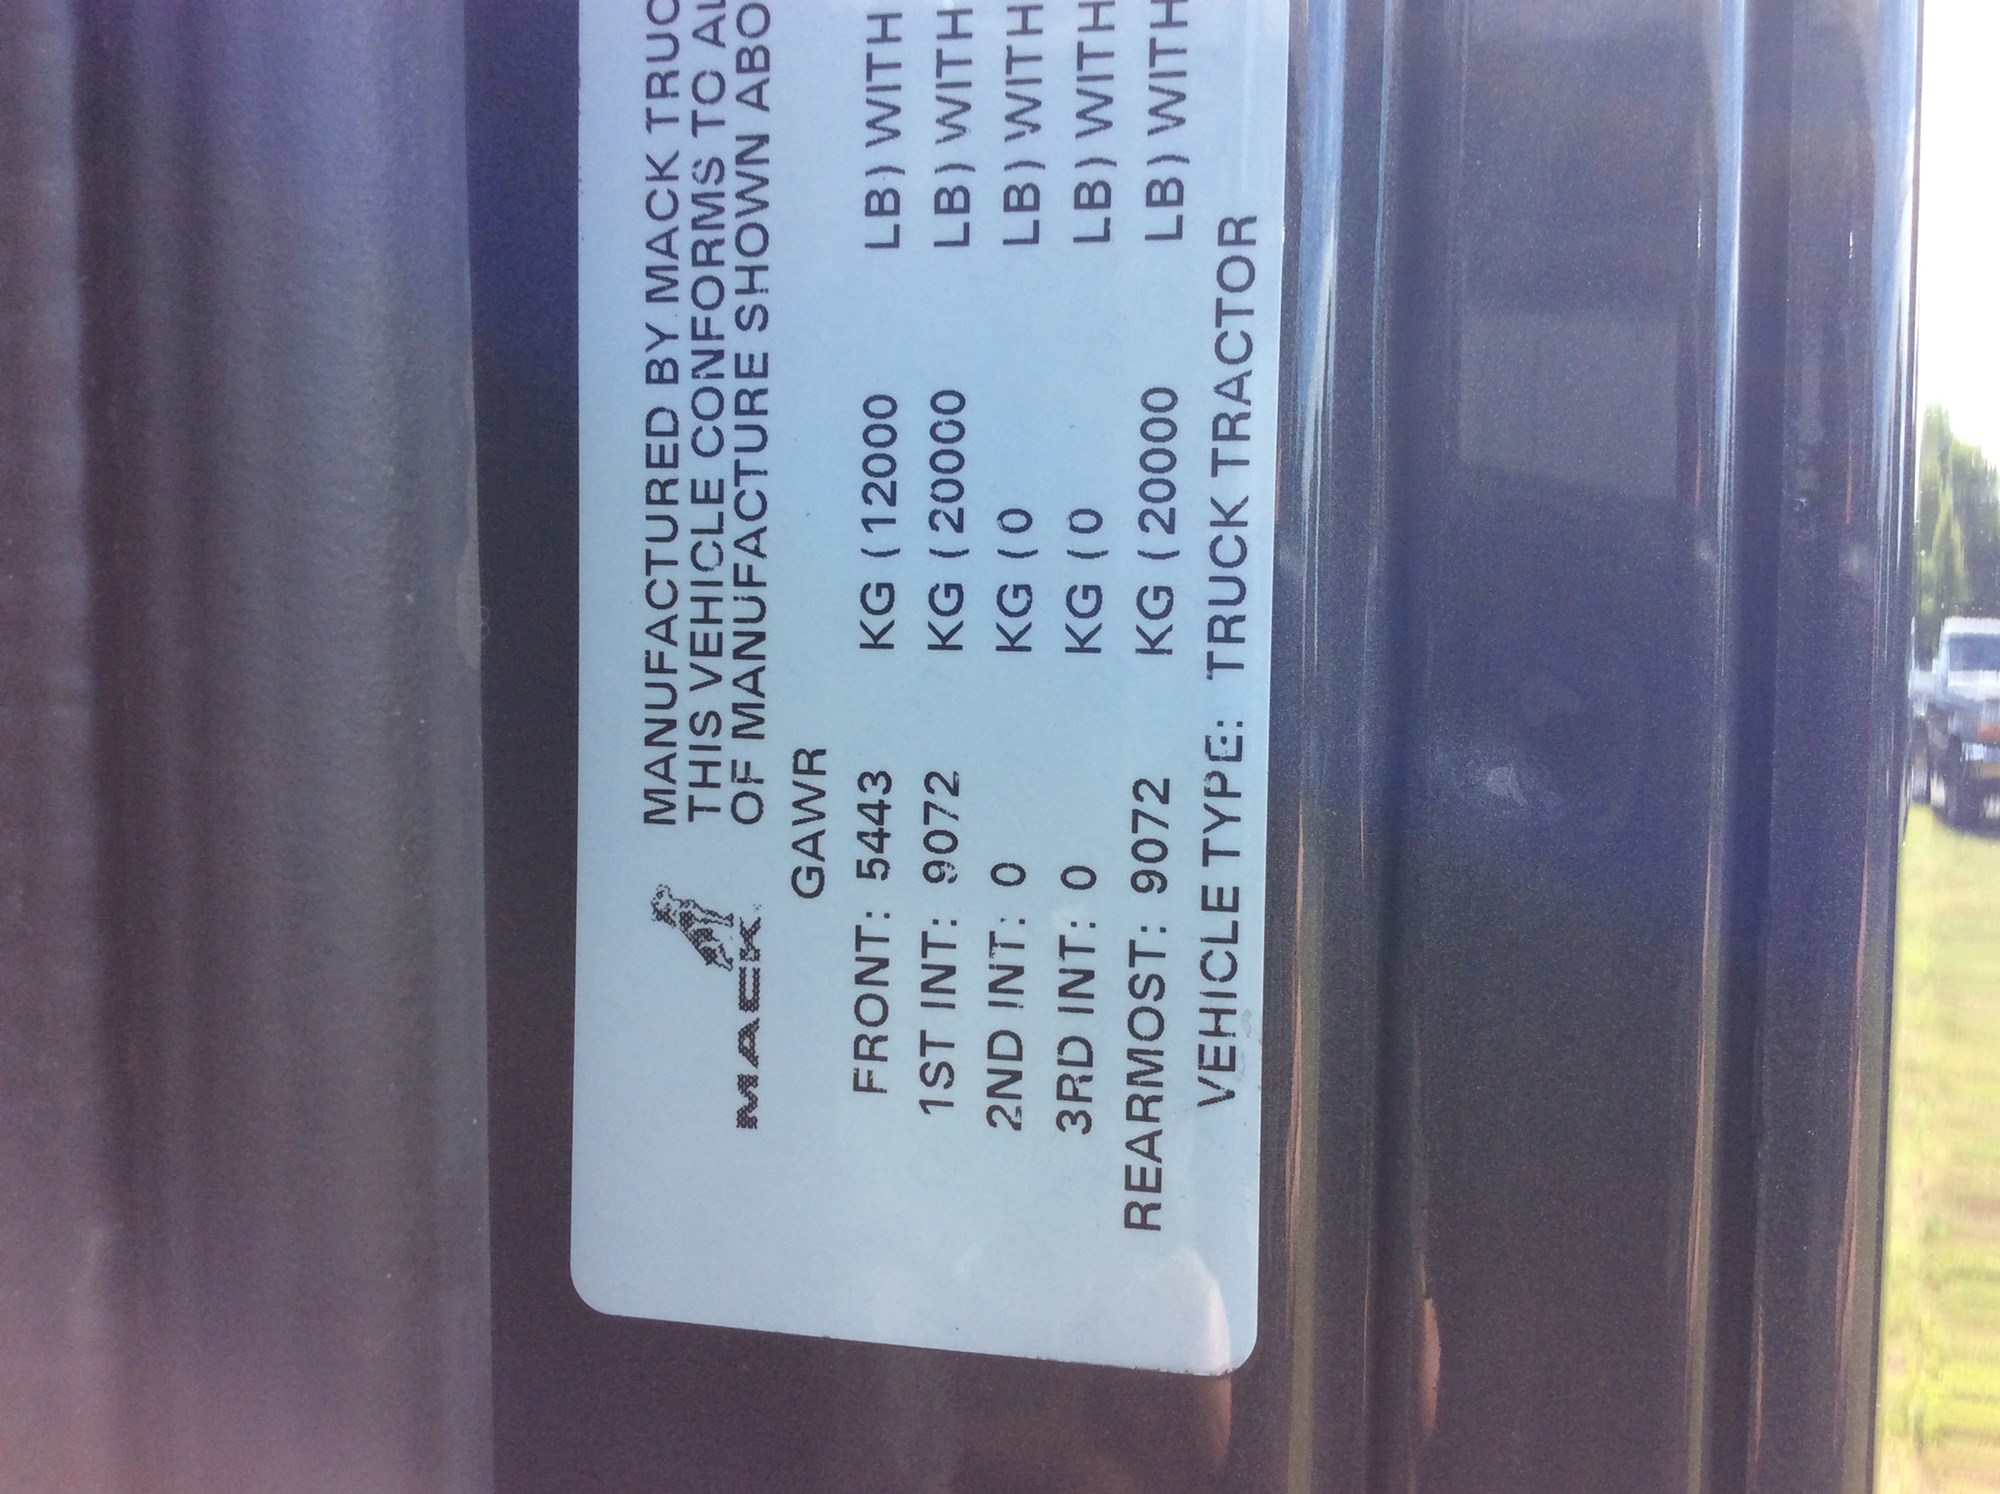 MANUFACTURED BY MACK TRUC
THIS VEHICLE CONFORMS TO AL
OF MANUFACTURE SHOWN ABO
MACK
GAWR
FRONT: 5443 KG (12000 LB) WITH
1ST INT: 9072 KG (20000 LB) WITH
2ND INT: 0 KG (0 LB) WITH
3RD INT: 0 KG (0 LB) WITH
REARMOST: 9072 KG (20000 LB) WITH
VEHICLE TYPE: TRUCK TRACTOR